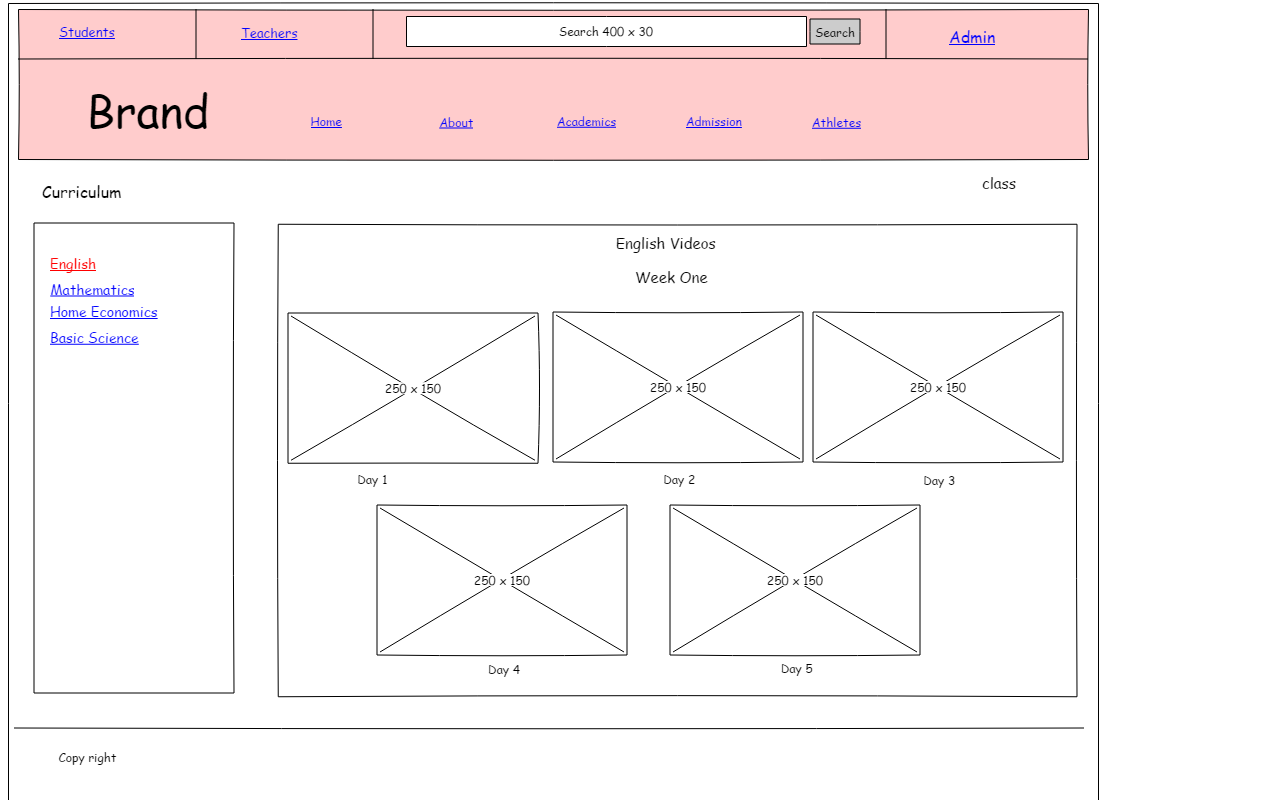 Students
Teachers
Search 400 x 30
Search
Admin
Brand
Home
About
Academics
Admission
Athletes
Curriculum
class
English
Mathematics
Home Economics
Basic Science
English Videos
Week One
250 x 150
250 x 150
250 x 150
Day 1
Day 2
Day 3
250 x 150
250 x 150
Day 4
Day 5
Copy right